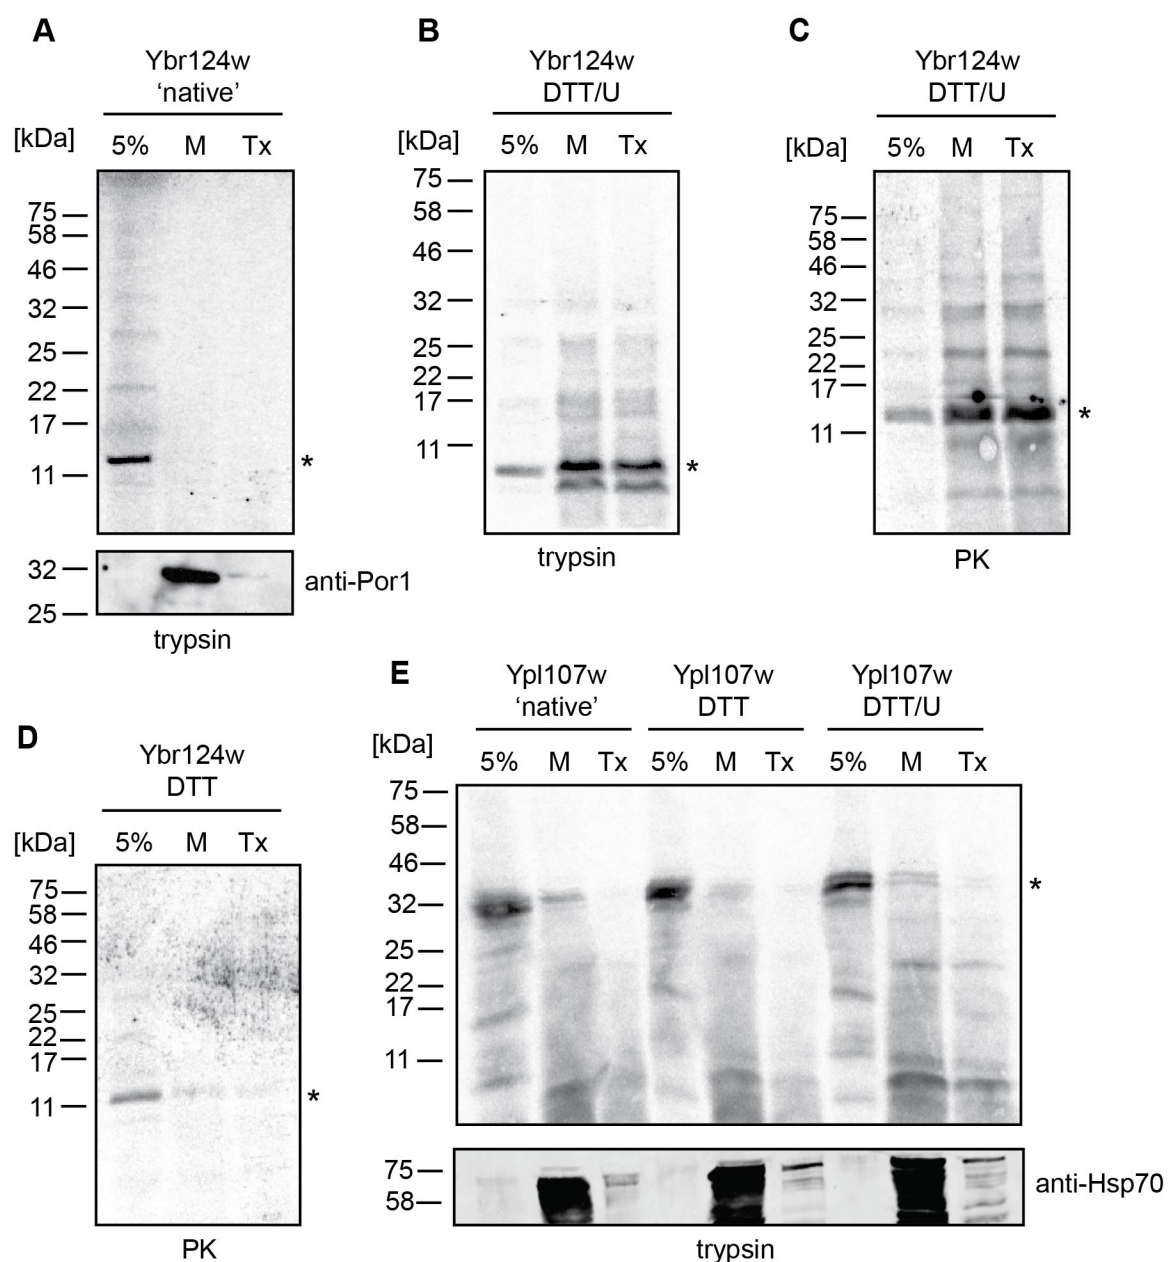 A
Ybr124w
‘native’
[kDa] 5% M Tx
75
58
46
32
25
22
17
11
*
32
25
anti-Por1
trypsin
B
Ybr124w
DTT/U
[kDa] 5% M Tx
75
58
46
32
25
22
17
11
*
trypsin
C
Ybr124w
DTT/U
[kDa] 5% M Tx
75
58
46
32
25
22
17
11
*
PK
D
Ybr124w
DTT
[kDa] 5% M Tx
75
58
46
32
25
22
17
11
*
PK
E
Ypl107w Ypl107w Ypl107w
‘native’ DTT DTT/U
[kDa] 5% M Tx 5% M Tx 5% M Tx
75
58
46
32
25
22
17
11
*
75
58
anti-Hsp70
trypsin